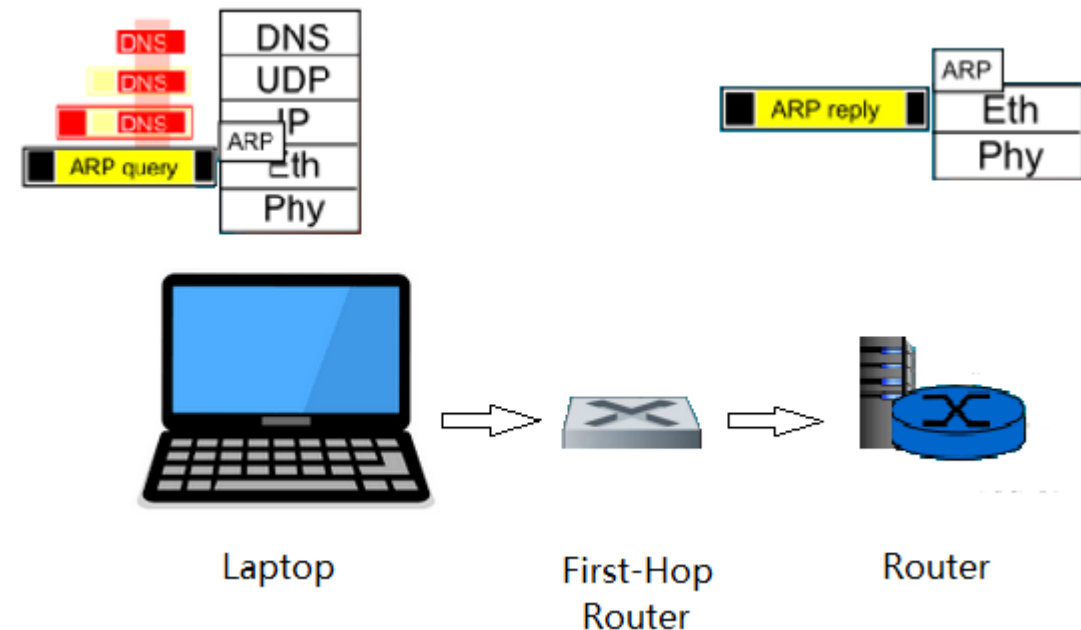 DNS
DNS
DNS
ARP query
DNS
UDP
IP
ARP
Eth
Phy
ARP
ARP reply
Eth
Phy
Laptop
First-Hop
Router
Router